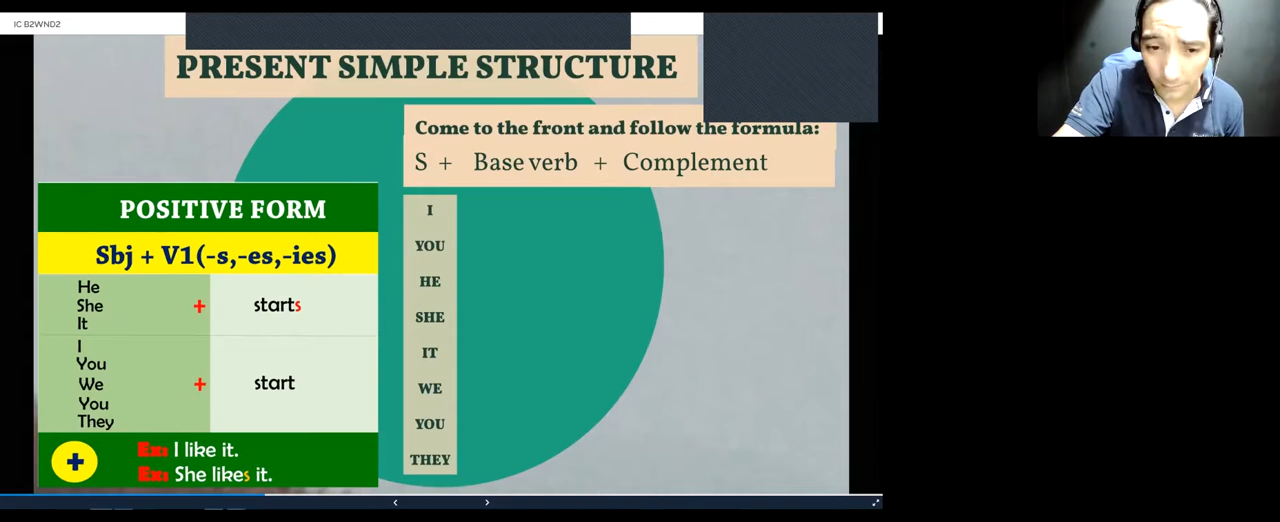 IC B2WND2
PRESENT SIMPLE STRUCTURE
Come to the front and follow the formula:
S + Base verb + Complement
POSITIVE FORM
Sbj + V1(-s,-es,-ies)
He
She
It
+ starts
I
You
We
You
They
+ start
+
Ex: I like it.
Ex: She likes it.
I
YOU
HE
SHE
IT
WE
YOU
THEY